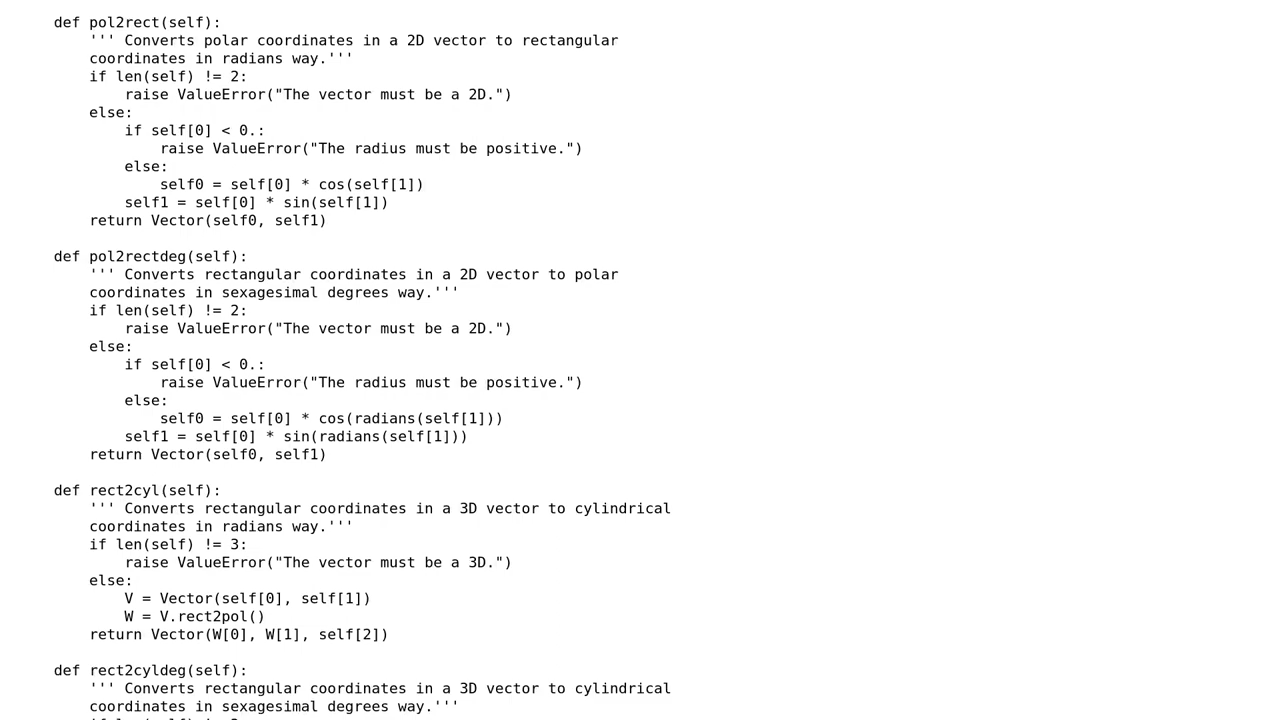 def pol2rect(self):
''' Converts polar coordinates in a 2D vector to rectangular
coordinates in radians way.'''
if len(self) != 2:
raise ValueError("The vector must be a 2D.")
else:
if self[0] < 0.:
raise ValueError("The radius must be positive.")
else:
self0 = self[0] * cos(self[1])
self1 = self[0] * sin(self[1])
return Vector(self0, self1)
def pol2rectdeg(self):
''' Converts rectangular coordinates in a 2D vector to polar
coordinates in sexagesimal degrees way.'''
if len(self) != 2:
raise ValueError("The vector must be a 2D.")
else:
if self[0] < 0.:
raise ValueError("The radius must be positive.")
else:
self0 = self[0] * cos(radians(self[1]))
self1 = self[0] * sin(radians(self[1]))
return Vector(self0, self1)
def rect2cyl(self):
''' Converts rectangular coordinates in a 3D vector to cylindrical
coordinates in radians way.'''
if len(self) != 3:
raise ValueError("The vector must be a 3D.")
else:
V = Vector(self[0], self[1])
W = V.rect2pol()
return Vector(W[0], W[1], self[2])
def rect2cyldeg(self):
''' Converts rectangular coordinates in a 3D vector to cylindrical
coordinates in sexagesimal degrees way.'''